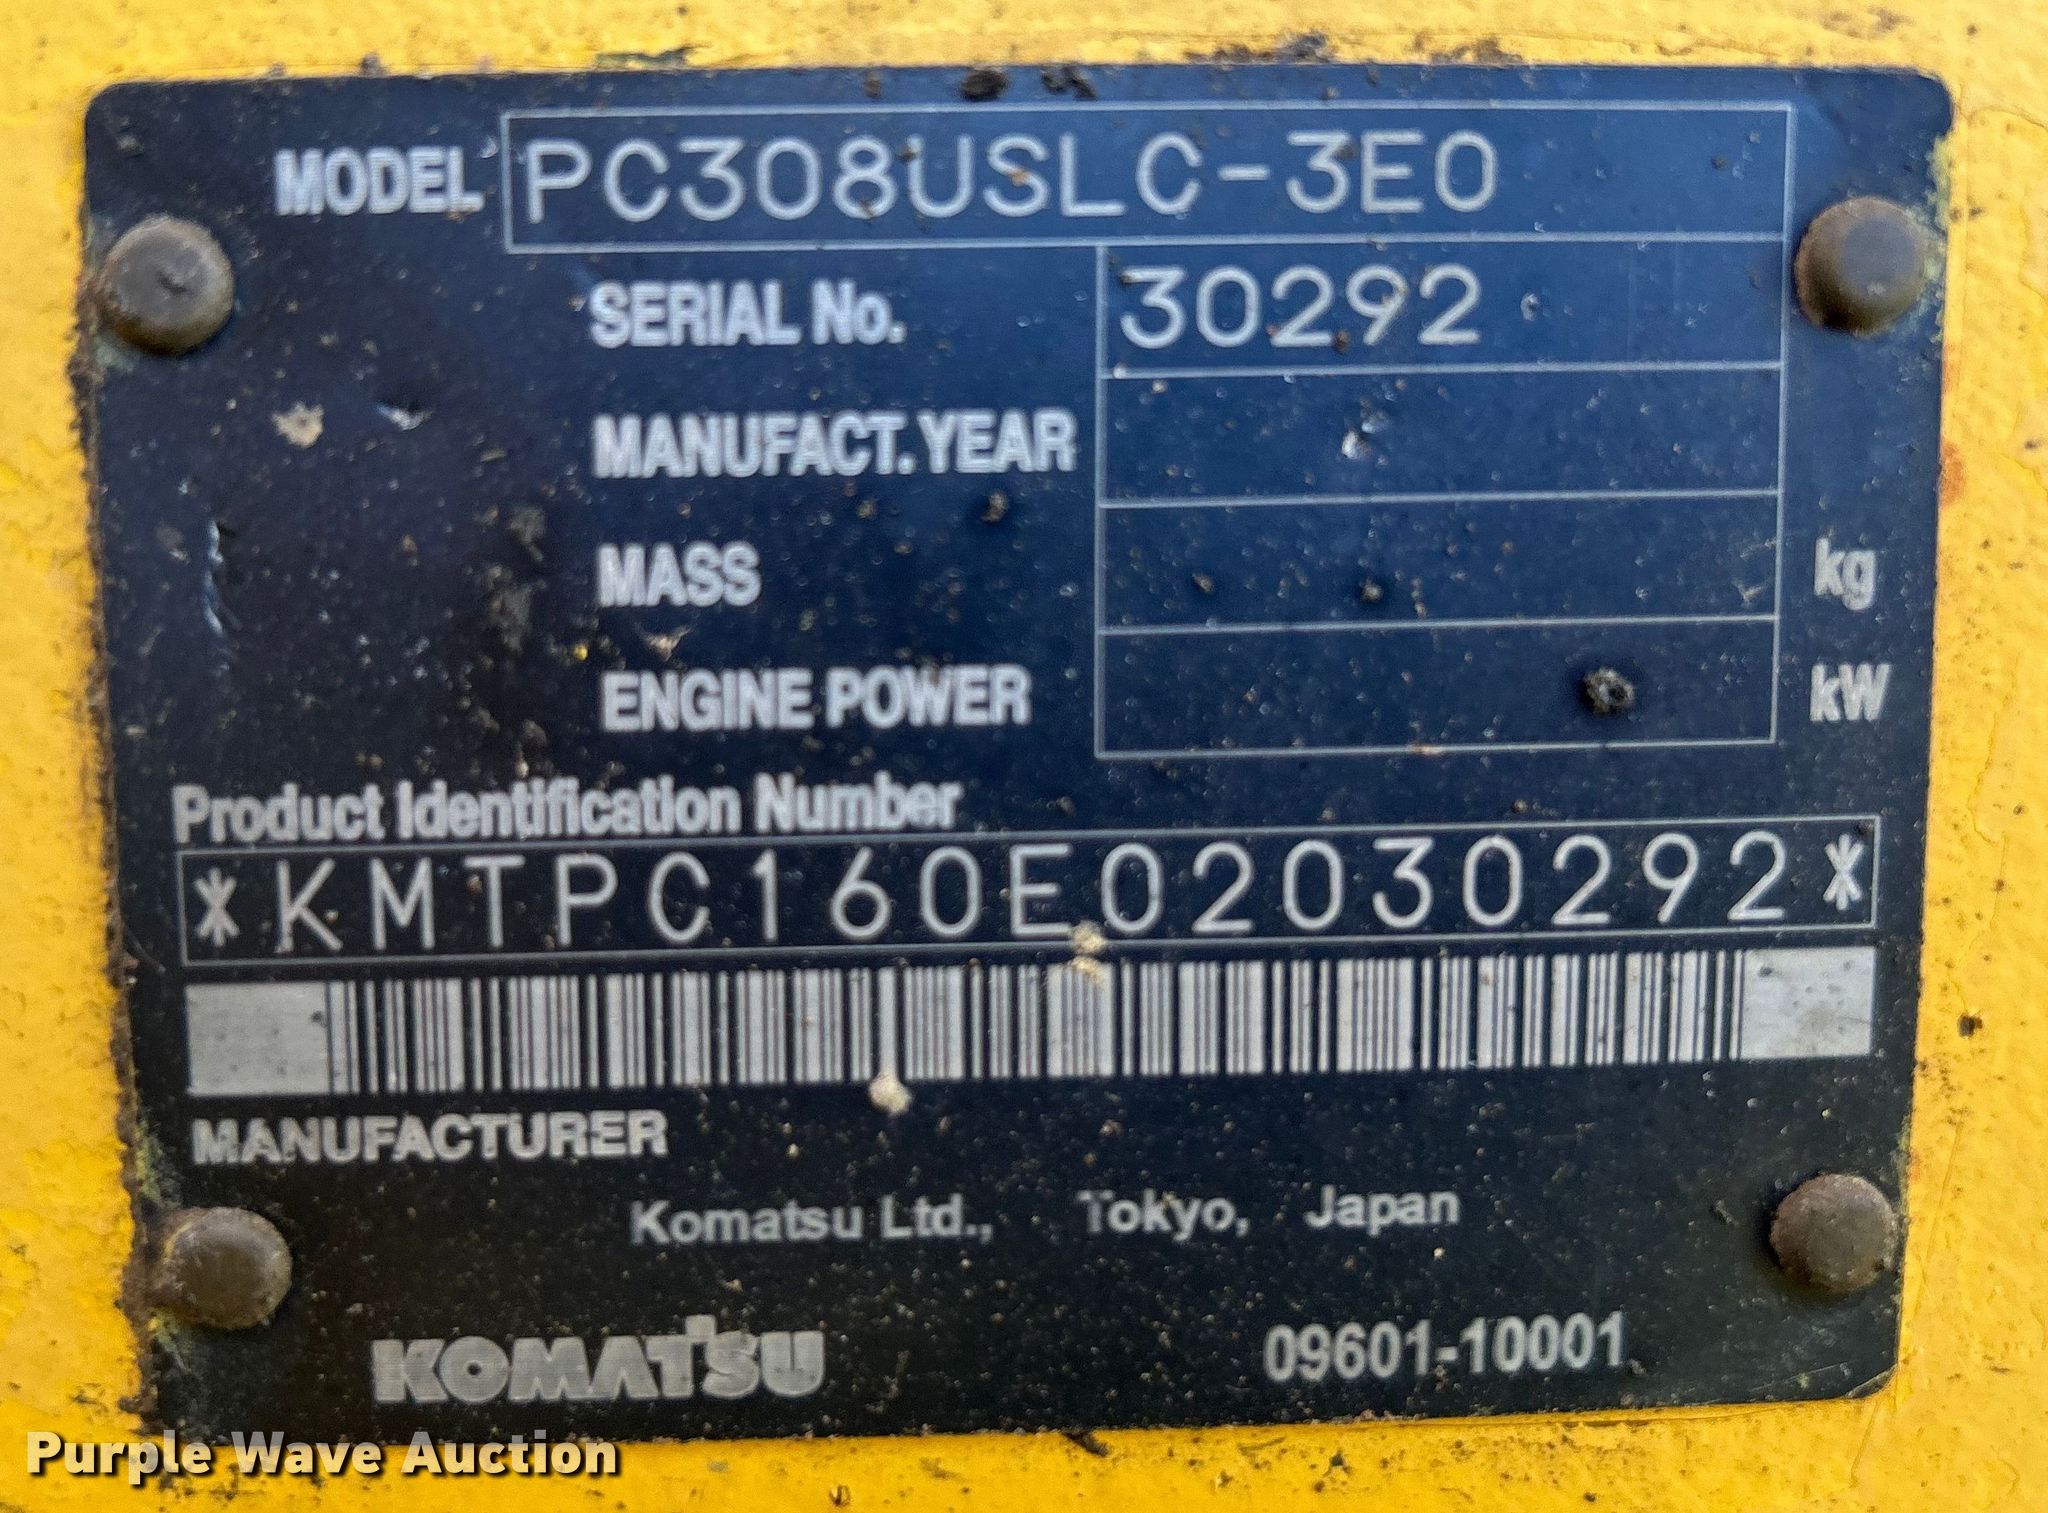 MODEL PC308USLC-3E0
SERIAL No. 30292
MANUFACT. YEAR
MASS kg
ENGINE POWER kW
Product Identification Number
*KMTPC160E02030292*
MANUFACTURER
Komatsu Ltd., Tokyo, Japan
KOMATSU 09601-10001
Purple Wave Auction